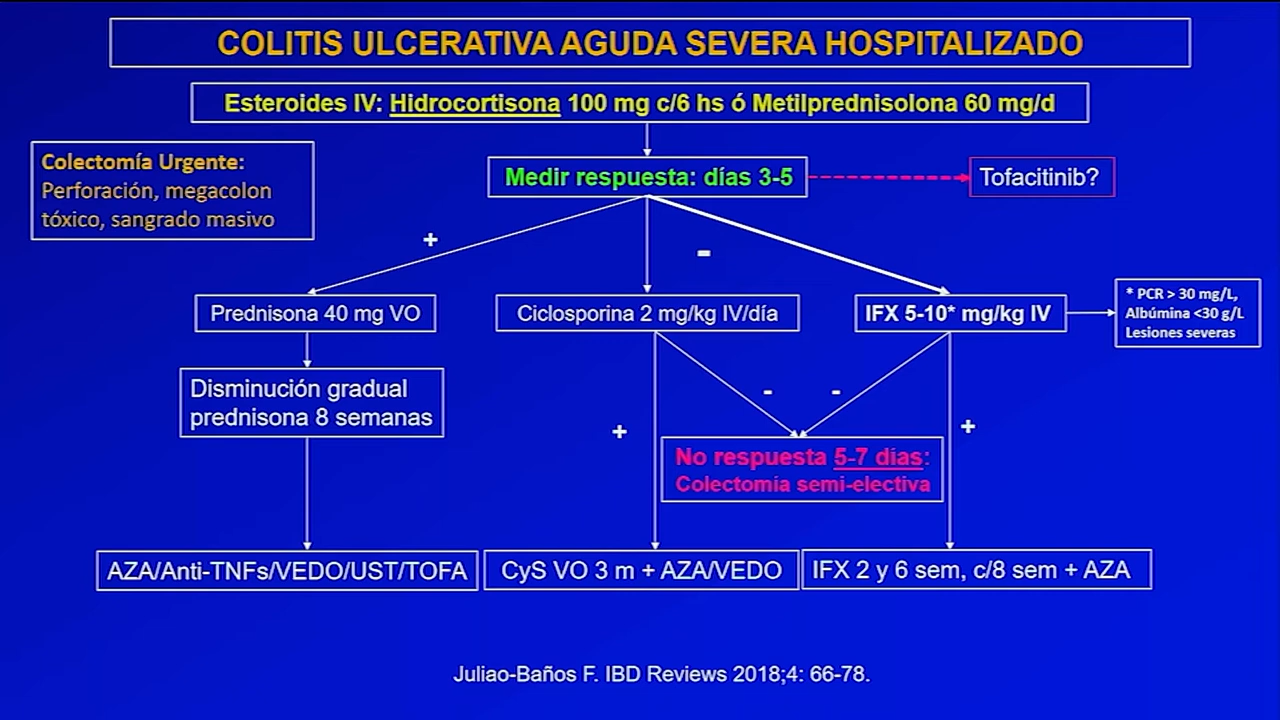 COLITIS ULCERATIVA AGUDA SEVERA HOSPITALIZADO
Esteroides IV: Hidrocortisona 100 mg c/6 hs ó Metilprednisolona 60 mg/d
Colectomía Urgente:
Perforación, megacolon
tóxico, sangrado masivo
Medir respuesta: días 3-5
Tofacitinib?
+
-
Prednisona 40 mg VO
Ciclosporina 2 mg/kg IV/día
IFX 5-10* mg/kg IV
* PCR > 30 mg/L,
Albúmina <30 g/L
Lesiones severas
Disminución gradual
prednisona 8 semanas
-
-
+
+
No respuesta 5-7 días:
Colectomía semi-electiva
AZA/Anti-TNFs/VEDO/UST/TOFA
CyS VO 3 m + AZA/VEDO
IFX 2 y 6 sem, c/8 sem + AZA
Juliao-Baños F. IBD Reviews 2018;4: 66-78.